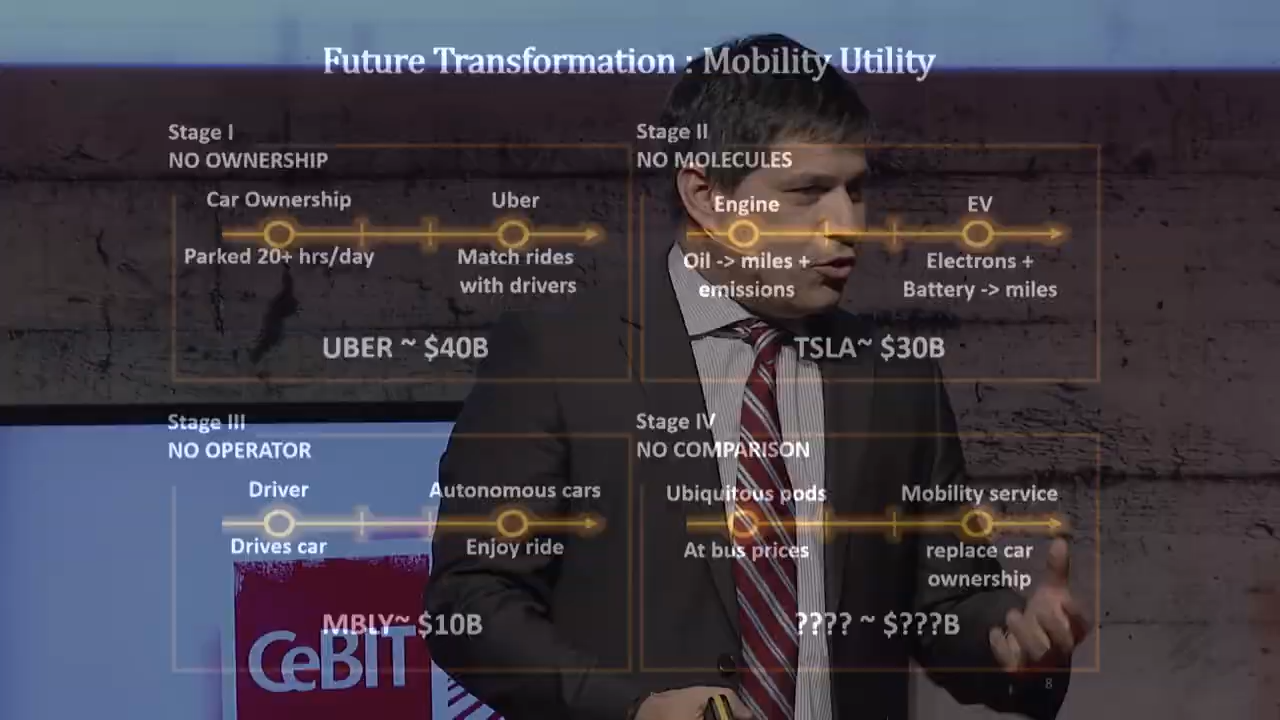 Future Transformation : Mobility Utility
Stage I
NO OWNERSHIP
Car Ownership
Uber
Parked 20+ hrs/day
Match rides
with drivers
UBER ~ $40B
Stage II
NO MOLECULES
Engine
EV
Oil -> miles +
emissions
Electrons +
Battery -> miles
TSLA~ $30B
Stage III
NO OPERATOR
Driver
Autonomous cars
Drives car
Enjoy ride
MBLY~ $10B
Stage IV
NO COMPARISON
Ubiquitous pods
Mobility service
At bus prices
replace car
ownership
???? ~ $???B
CeBIT
8